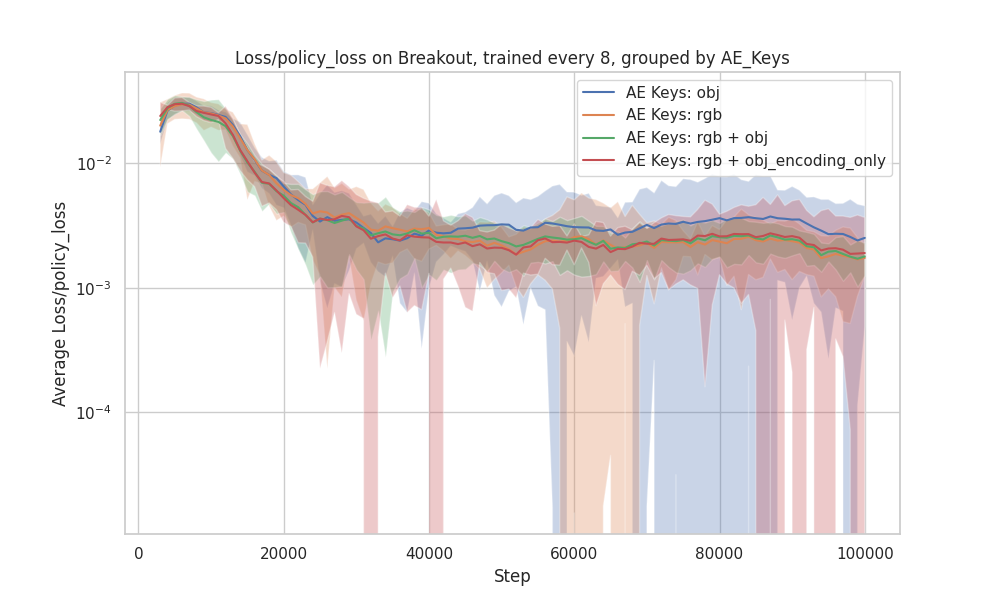 Loss/policy_loss on Breakout, trained every 8, grouped by AE_Keys
AE Keys: obj
AE Keys: rgb
AE Keys: rgb + obj
AE Keys: rgb + obj_encoding_only
Average Loss/policy_loss
10⁻²
10⁻³
10⁻⁴
0 20000 40000 60000 80000 100000
Step